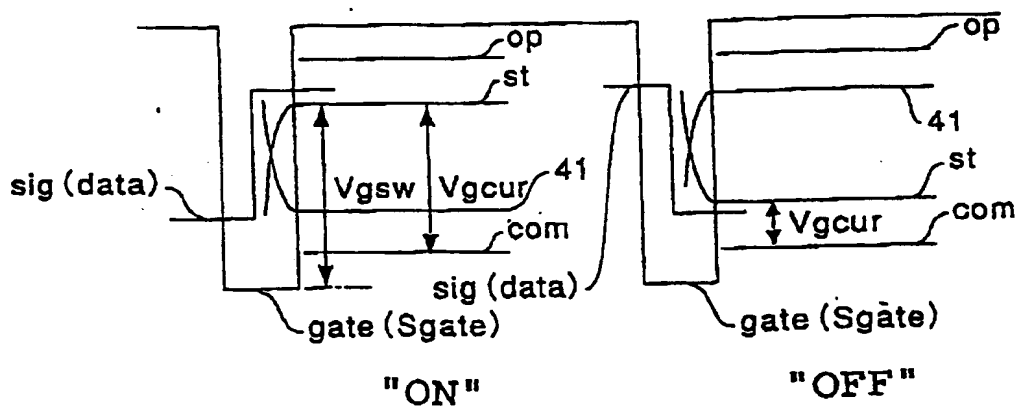 op
st
sig (data)
Vgsw
Vgcur
41
com
gate (Sgate)
"ON"
op
41
st
Vgcur
com
sig (data)
gate (Sgate)
"OFF"